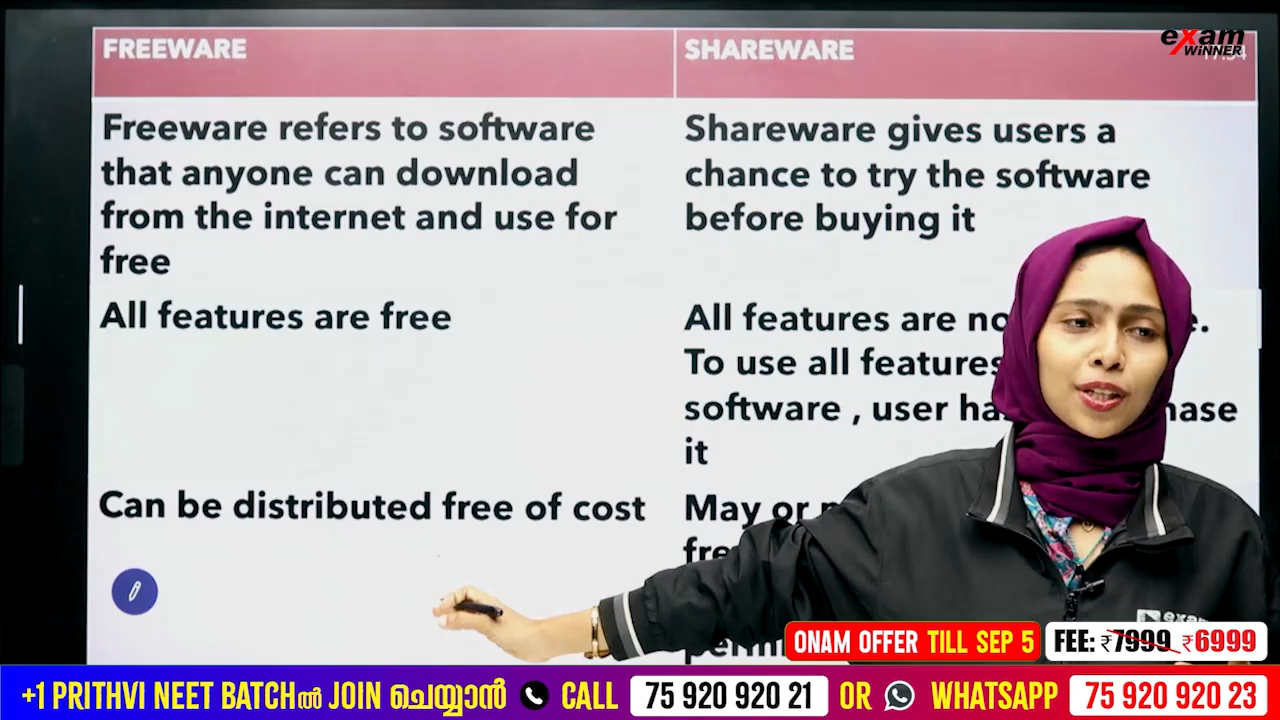 FREEWARE
SHAREWARE
exam
WiNNER
Freeware refers to software
that anyone can download
from the internet and use for
free
Shareware gives users a
chance to try the software
before buying it
All features are free
All features are
To use all features
software , user
it
Can be distributed free of cost
May or
exam
ONAM OFFER TILL SEP 5
FEE: ₹7999 ₹6999
+1 PRITHVI NEET BATCHൽ JOIN ചെയ്യാൻ CALL 75 920 920 21 OR WHATSAPP 75 920 920 23